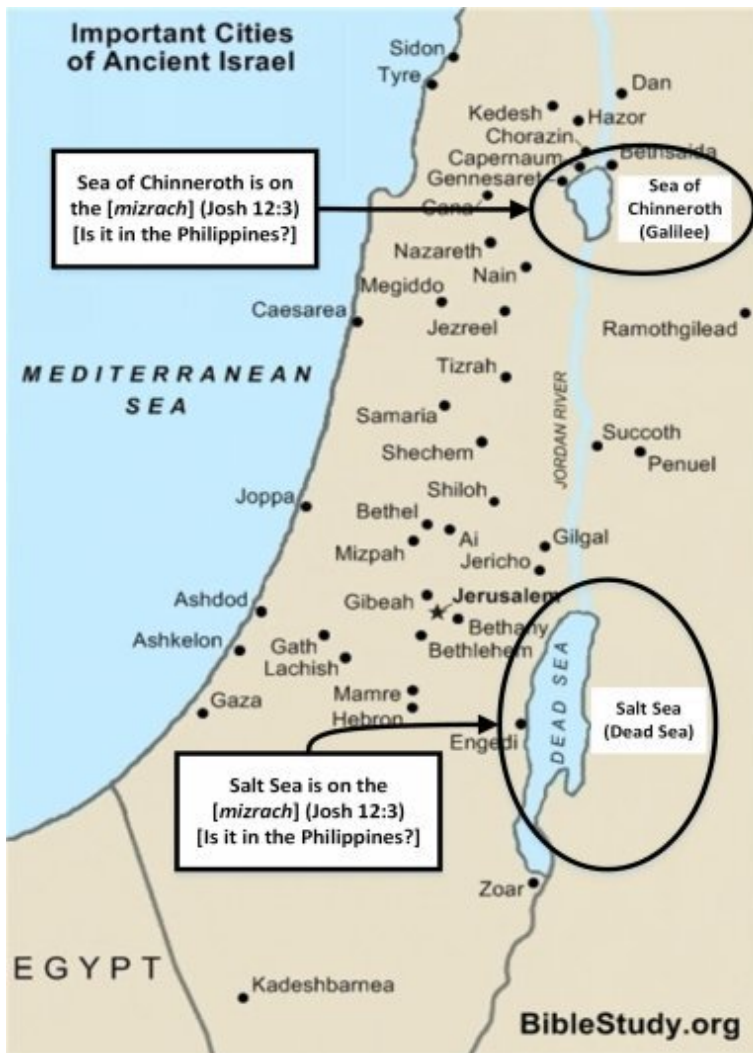 Important Cities
of Ancient Israel
Sidon
Tyre
Dan
Kedesh
Hazor
Chorazin
Capernaum
Bethsaida
Gennesaret
Sea of Chinneroth is on
the [mizrach] (Josh 12:3)
[Is it in the Philippines?]
Sea of
Chinneroth
(Galilee)
Cana
Nazareth
Nain
Megiddo
Caesarea
Jezreel
Ramothgilead
MEDITERRANEAN
SEA
Tizrah
Samaria
JORDAN RIVER
Succoth
Shechem
Penuel
Shiloh
Joppa
Bethel
Ai
Gilgal
Mizpah
Jericho
Gibeah
Jerusalem
Ashdod
Bethany
Ashkelon
Gath
Bethlehem
Lachish
DEAD SEA
Mamre
Gaza
Hebron
Engedi
Salt Sea
(Dead Sea)
Salt Sea is on the
[mizrach] (Josh 12:3)
[Is it in the Philippines?]
Zoar
EGYPT
Kadeshbarnea
BibleStudy.org